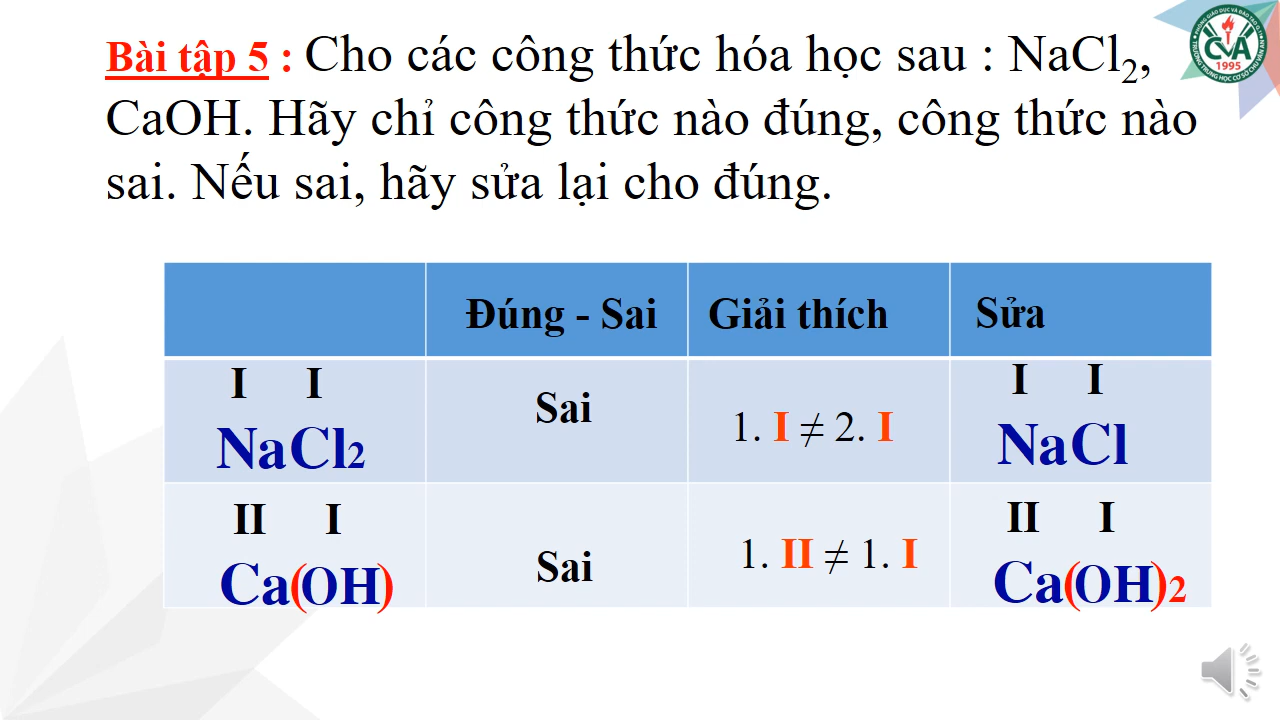 Bài tập 5 : Cho các công thức hóa học sau : NaCl₂,
CaOH. Hãy chỉ công thức nào đúng, công thức nào
sai. Nếu sai, hãy sửa lại cho đúng.
Đúng - Sai Giải thích Sửa
I I
NaCl₂
Sai
1. I ≠ 2. I
I I
NaCl
II I
Ca(OH)
Sai
1. II ≠ 1. I
II I
Ca(OH)₂
CVA
1995